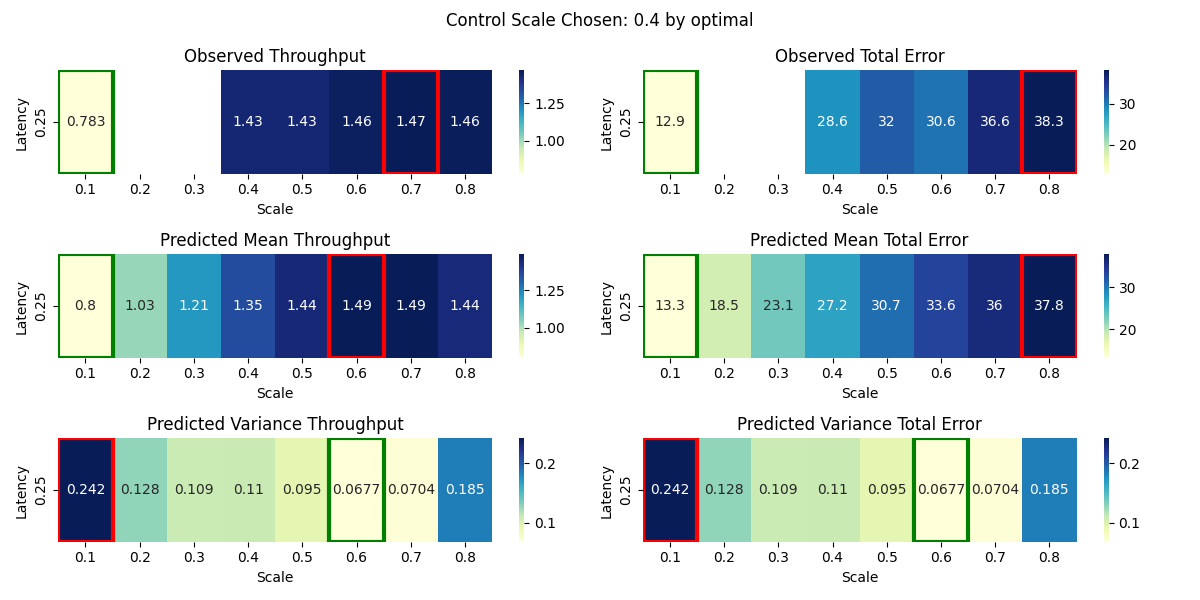 Control Scale Chosen: 0.4 by optimal
Observed Throughput
Latency
0.25
0.783 1.43 1.43 1.46 1.47 1.46
0.1 0.2 0.3 0.4 0.5 0.6 0.7 0.8
Scale
1.25
1.00
Observed Total Error
Latency
0.25
12.9 28.6 32 30.6 36.6 38.3
0.1 0.2 0.3 0.4 0.5 0.6 0.7 0.8
Scale
30
20
Predicted Mean Throughput
Latency
0.25
0.8 1.03 1.21 1.35 1.44 1.49 1.49 1.44
0.1 0.2 0.3 0.4 0.5 0.6 0.7 0.8
Scale
1.25
1.00
Predicted Mean Total Error
Latency
0.25
13.3 18.5 23.1 27.2 30.7 33.6 36 37.8
0.1 0.2 0.3 0.4 0.5 0.6 0.7 0.8
Scale
30
20
Predicted Variance Throughput
Latency
0.25
0.242 0.128 0.109 0.11 0.095 0.0677 0.0704 0.185
0.1 0.2 0.3 0.4 0.5 0.6 0.7 0.8
Scale
0.2
0.1
Predicted Variance Total Error
Latency
0.25
0.242 0.128 0.109 0.11 0.095 0.0677 0.0704 0.185
0.1 0.2 0.3 0.4 0.5 0.6 0.7 0.8
Scale
0.2
0.1